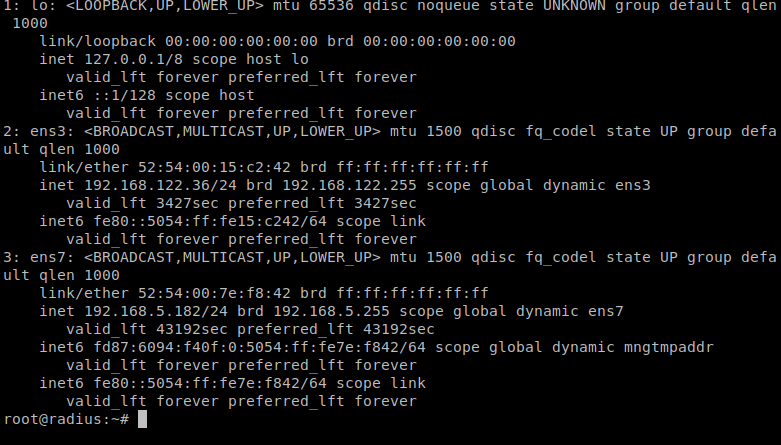 1: lo: <LOOPBACK,UP,LOWER_UP> mtu 65536 qdisc noqueue state UNKNOWN group default qlen
 1000
    link/loopback 00:00:00:00:00:00 brd 00:00:00:00:00:00
    inet 127.0.0.1/8 scope host lo
       valid_lft forever preferred_lft forever
    inet6 ::1/128 scope host
       valid_lft forever preferred_lft forever
2: ens3: <BROADCAST,MULTICAST,UP,LOWER_UP> mtu 1500 qdisc fq_codel state UP group defa
ult qlen 1000
    link/ether 52:54:00:15:c2:42 brd ff:ff:ff:ff:ff:ff
    inet 192.168.122.36/24 brd 192.168.122.255 scope global dynamic ens3
       valid_lft 3427sec preferred_lft 3427sec
    inet6 fe80::5054:ff:fe15:c242/64 scope link
       valid_lft forever preferred_lft forever
3: ens7: <BROADCAST,MULTICAST,UP,LOWER_UP> mtu 1500 qdisc fq_codel state UP group defa
ult qlen 1000
    link/ether 52:54:00:7e:f8:42 brd ff:ff:ff:ff:ff:ff
    inet 192.168.5.182/24 brd 192.168.5.255 scope global dynamic ens7
       valid_lft 43192sec preferred_lft 43192sec
    inet6 fd87:6094:f40f:0:5054:ff:fe7e:f842/64 scope global dynamic mngtmpaddr
       valid_lft forever preferred_lft forever
    inet6 fe80::5054:ff:fe7e:f842/64 scope link
       valid_lft forever preferred_lft forever
root@radius:~#